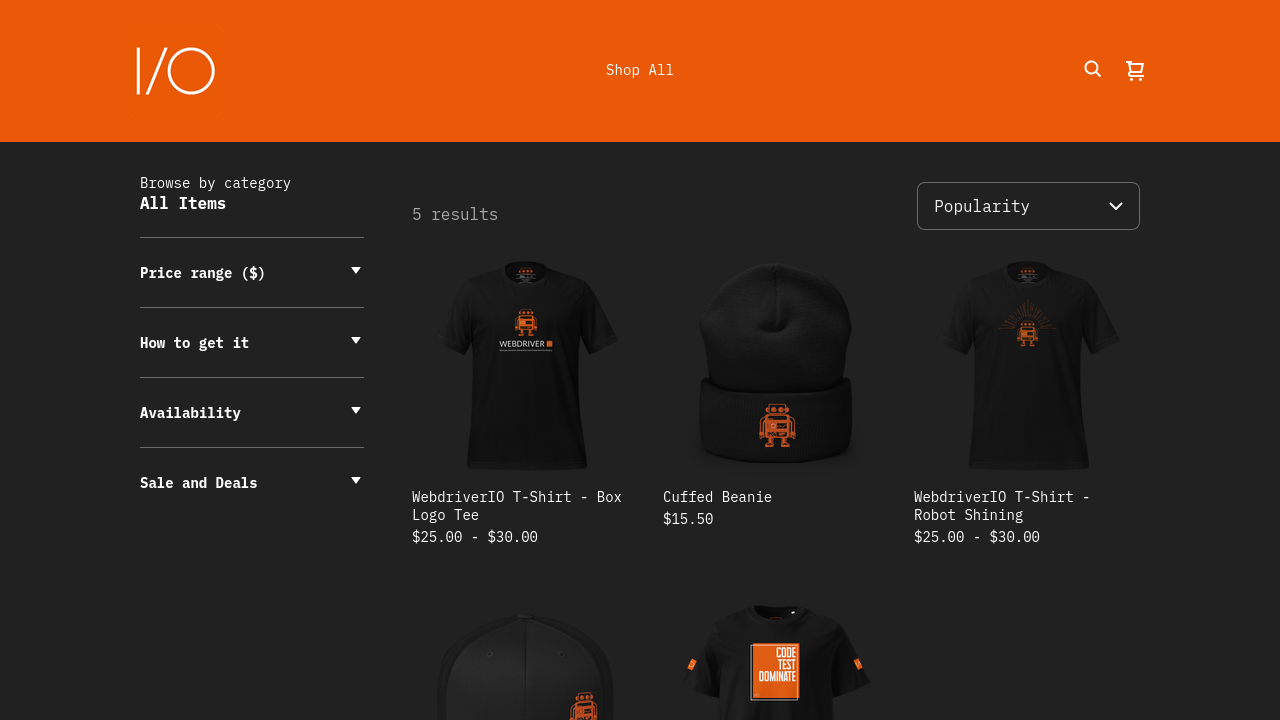 I/O
Shop All
Browse by category
All Items
Price range ($)
How to get it
Availability
Sale and Deals
5 results
Popularity
WEBDRIVER
WebdriverIO T-Shirt - Box
Logo Tee
$25.00 - $30.00
Cuffed Beanie
$15.50
WebdriverIO T-Shirt -
Robot Shining
$25.00 - $30.00
CODE
TEST
DOMINATE